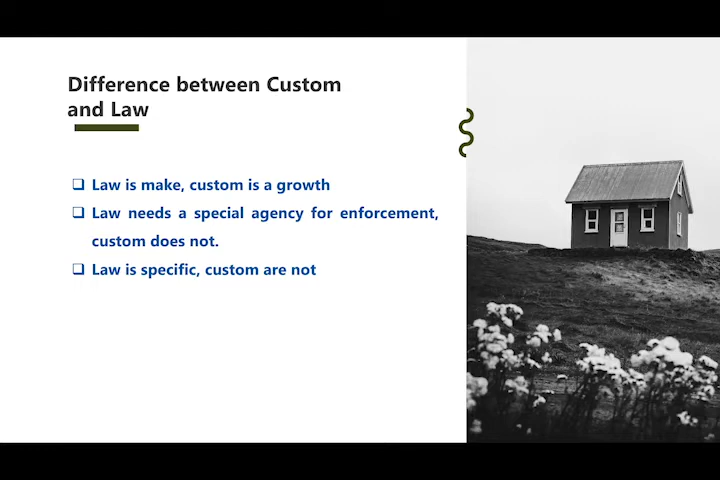 Difference between Custom
and Law
❑ Law is make, custom is a growth
❑ Law needs a special agency for enforcement,
custom does not.
❑ Law is specific, custom are not